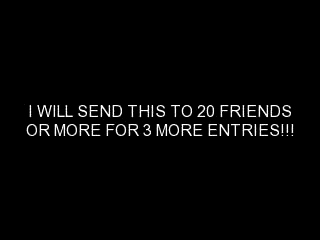 I WILL SEND THIS TO 20 FRIENDS
OR MORE FOR 3 MORE ENTRIES!!!